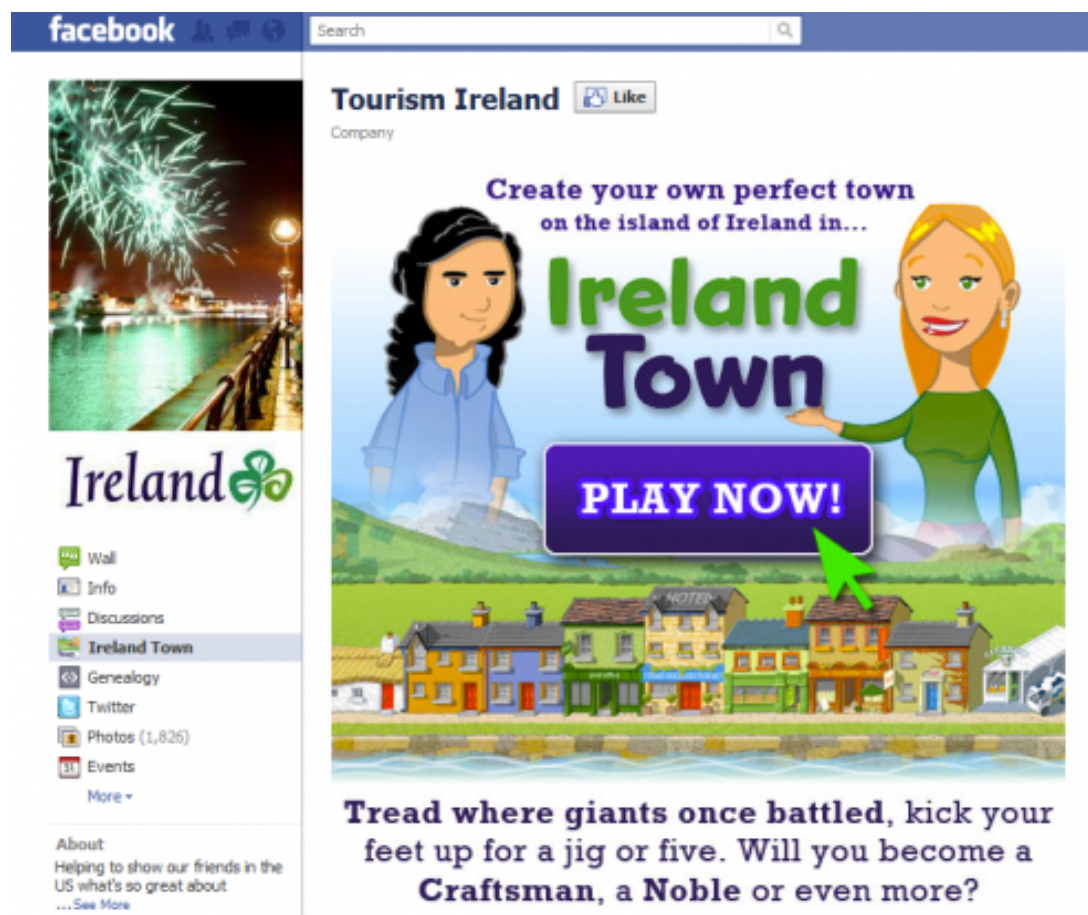 facebook
Search
Tourism Ireland
Like
Company
Create your own perfect town
on the island of Ireland in...
Ireland
Town
PLAY NOW!
NOTED
Ireland
Wall
Info
Discussions
Ireland Town
Genealogy
Twitter
Photos (1,826)
31
Events
More
About
Helping to show our friends in the
US what's so great about
...See More
Tread where giants once battled, kick your
feet up for a jig or five. Will you become a
Craftsman, a Noble or even more?